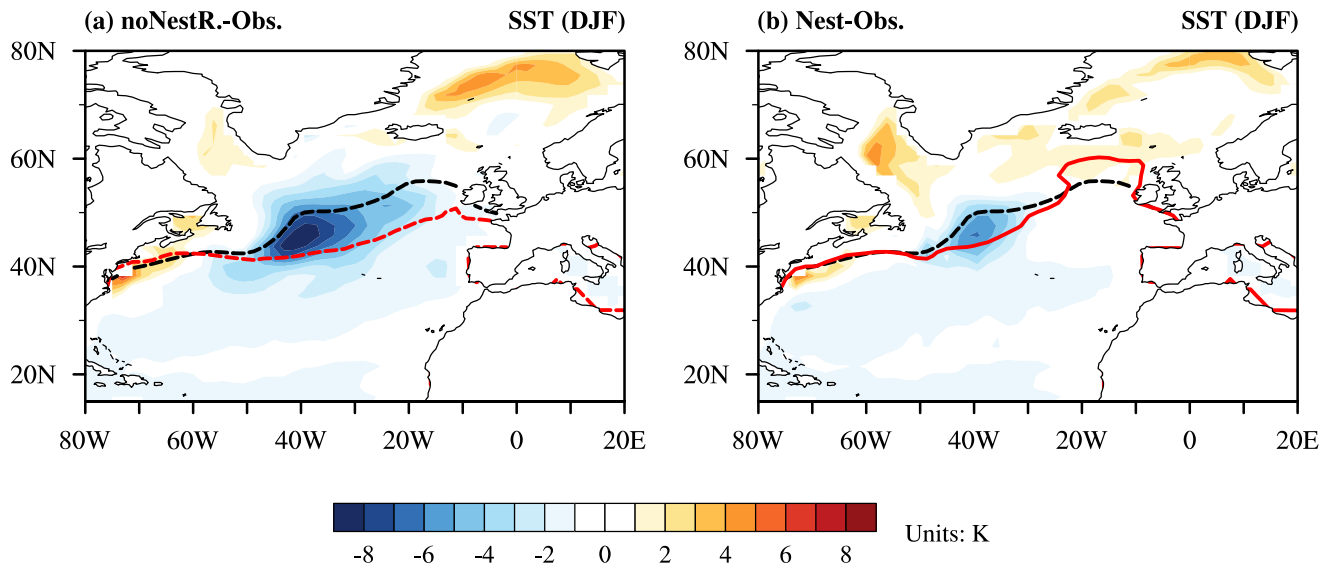 (a) noNestR.-Obs. SST (DJF)
80N
60N
40N
20N
80W 60W 40W 20W 0 20E
(b) Nest-Obs. SST (DJF)
80N
60N
40N
20N
80W 60W 40W 20W 0 20E
-8 -6 -4 -2 0 2 4 6 8
Units: K